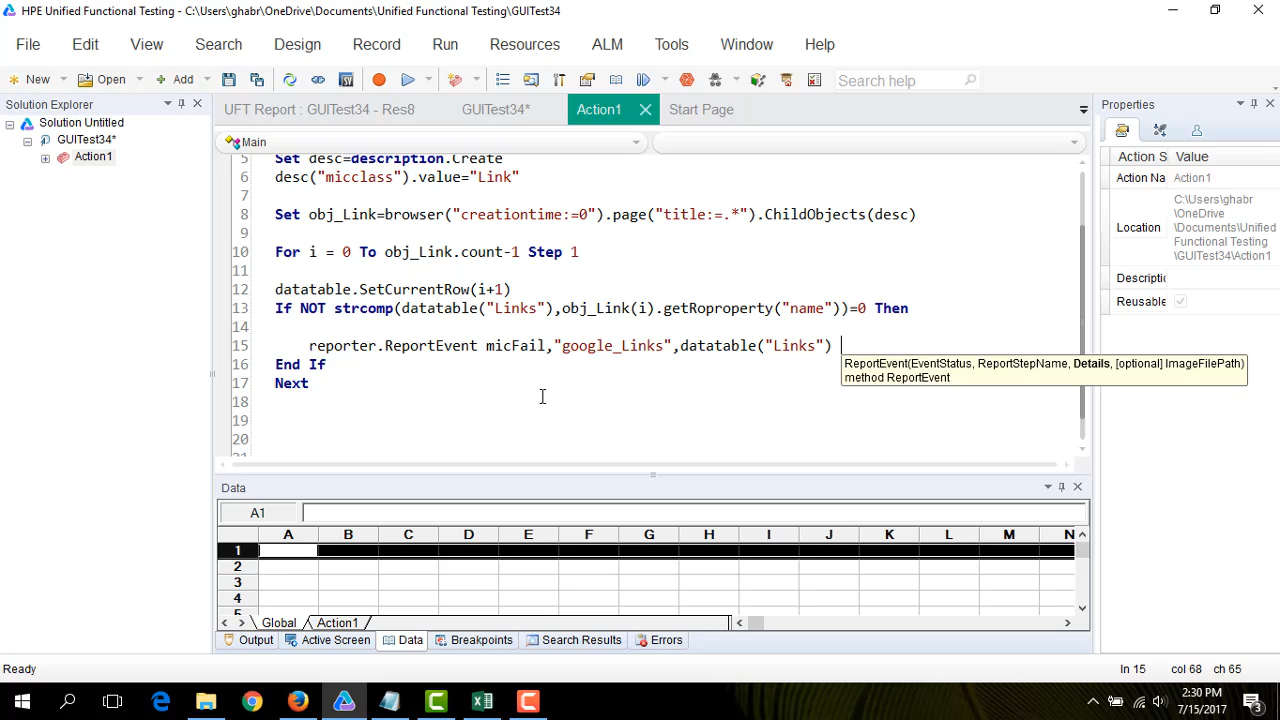 HPE Unified Functional Testing - C:\Users\ghabr\OneDrive\Documents\Unified Functional Testing\GUITest34
File Edit View Search Design Record Run Resources ALM Tools Window Help
New Open Add Search help
Solution Explorer
Solution Untitled
GUITest34*
Action1
UFT Report : GUITest34 - Res8 GUITest34* Action1 Start Page
Main
5 Set desc=description.Create
6 desc("micclass").value="Link"
7
8 Set obj_Link=browser("creationtime:=0").page("title:=.*").ChildObjects(desc)
9
10 For i = 0 To obj_Link.count-1 Step 1
11
12 datatable.SetCurrentRow(i+1)
13 If NOT strcomp(datatable("Links"),obj_Link(i).getRoproperty("name"))=0 Then
14
15 reporter.ReportEvent micFail,"google_Links",datatable("Links")
16 End If
17 Next
18
19
20
21
ReportEvent(EventStatus, ReportStepName, Details, [optional] ImageFilePath)
method ReportEvent
Properties
Action S Value
Action Na Action1
Location C:\Users\ghabr
\OneDrive
\Documents\Unified
Functional Testing
\GUITest34\Action1
Descriptic
Reusable
Data
A1
A B C D E F G H I J K L M N
1
2
3
4
5
Global Action1
Output Active Screen Data Breakpoints Search Results Errors
Ready Ln 15 col 68 ch 65
2:30 PM
7/15/2017
3